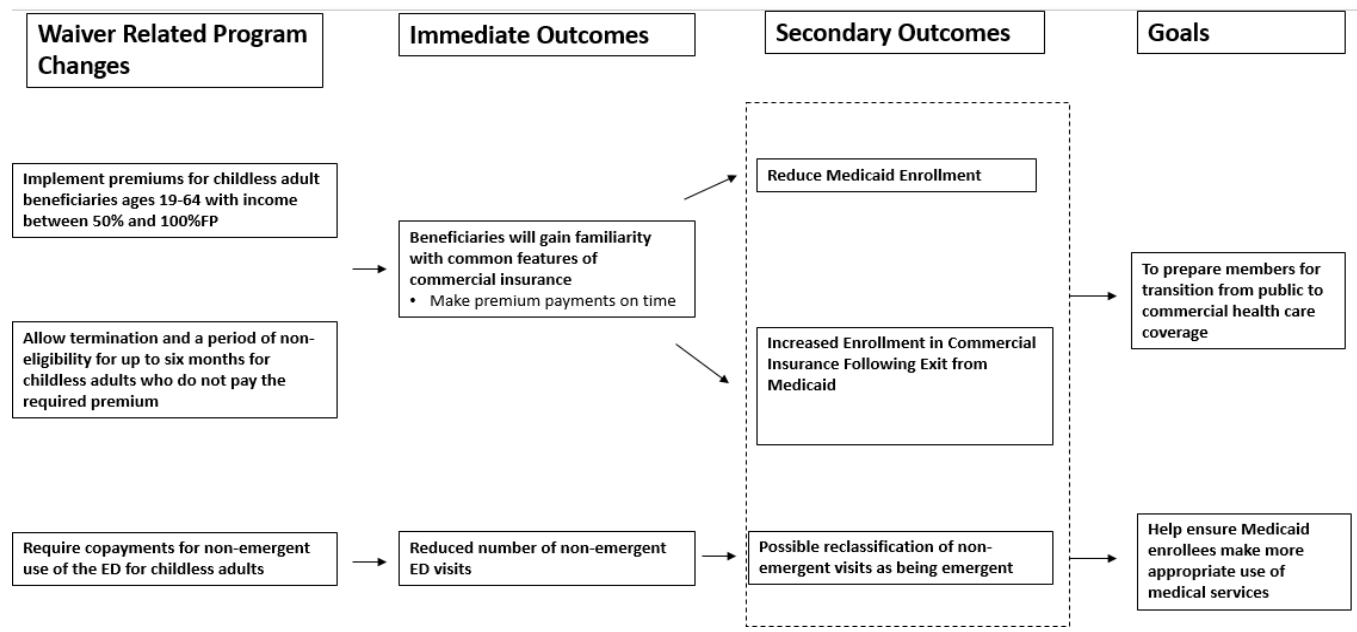 Waiver Related Program
Changes
Immediate Outcomes
Secondary Outcomes
Goals
Implement premiums for childless adult
beneficiaries ages 19-64 with income
between 50% and 100%FP
Allow termination and a period of non-
eligibility for up to six months for
childless adults who do not pay the
required premium
Beneficiaries will gain familiarity
with common features of
commercial insurance
• Make premium payments on time
Reduce Medicaid Enrollment
Increased Enrollment in Commercial
Insurance Following Exit from
Medicaid
To prepare members for
transition from public to
commercial health care
coverage
Require copayments for non-emergent
use of the ED for childless adults
Reduced number of non-emergent
ED visits
Possible reclassification of non-
emergent visits as being emergent
Help ensure Medicaid
enrollees make more
appropriate use of
medical services